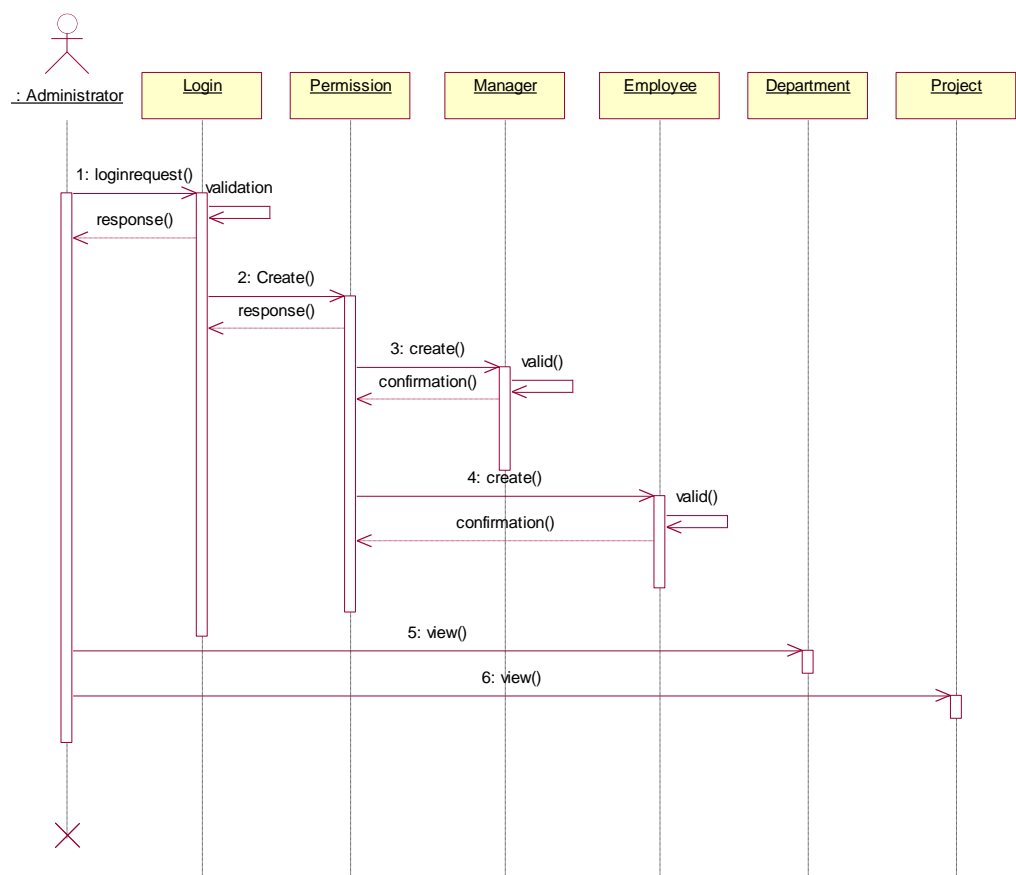 : Administrator
Login
Permission
Manager
Employee
Department
Project
1: loginrequest()
validation
response()
2: Create()
response()
3: create()
valid()
confirmation()
4: create()
valid()
confirmation()
5: view()
6: view()